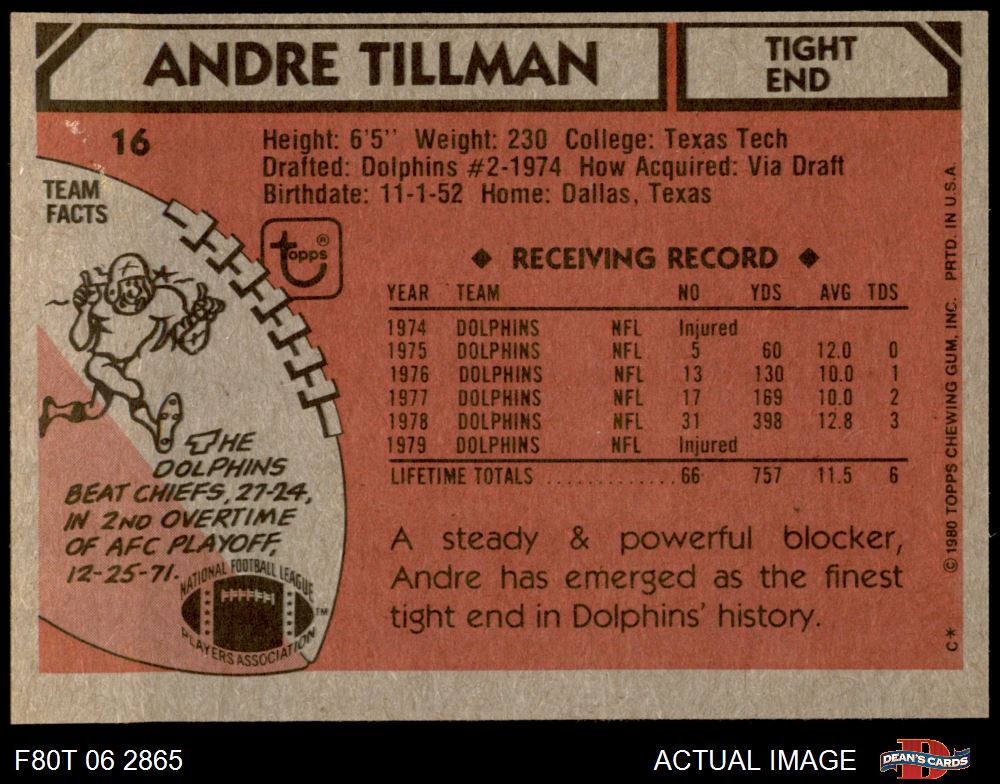 ANDRE TILLMAN
TIGHT
END
16
Height: 6'5'' Weight: 230 College: Texas Tech
Drafted: Dolphins #2-1974 How Acquired: Via Draft
Birthdate: 11-1-52 Home: Dallas, Texas
TEAM
FACTS
topps®
◆ RECEIVING RECORD ◆
YEAR TEAM NO YDS AVG TDS
1974 DOLPHINS NFL Injured
1975 DOLPHINS NFL 5 60 12.0 0
1976 DOLPHINS NFL 13 130 10.0 1
1977 DOLPHINS NFL 17 169 10.0 2
1978 DOLPHINS NFL 31 398 12.8 3
1979 DOLPHINS NFL Injured
LIFETIME TOTALS ............. 66 757 11.5 6
THE
DOLPHINS
BEAT CHIEFS, 27-24,
IN 2ND OVERTIME
OF AFC PLAYOFF,
12-25-71.
NATIONAL FOOTBALL LEAGUE
PLAYERS ASSOCIATION
TM
A steady & powerful blocker,
Andre has emerged as the finest
tight end in Dolphins' history.
C* © 1980 TOPPS CHEWING GUM, INC. PRTD. IN U.S.A.
F80T 06 2865
ACTUAL IMAGE
D
DEAN'S CARDS